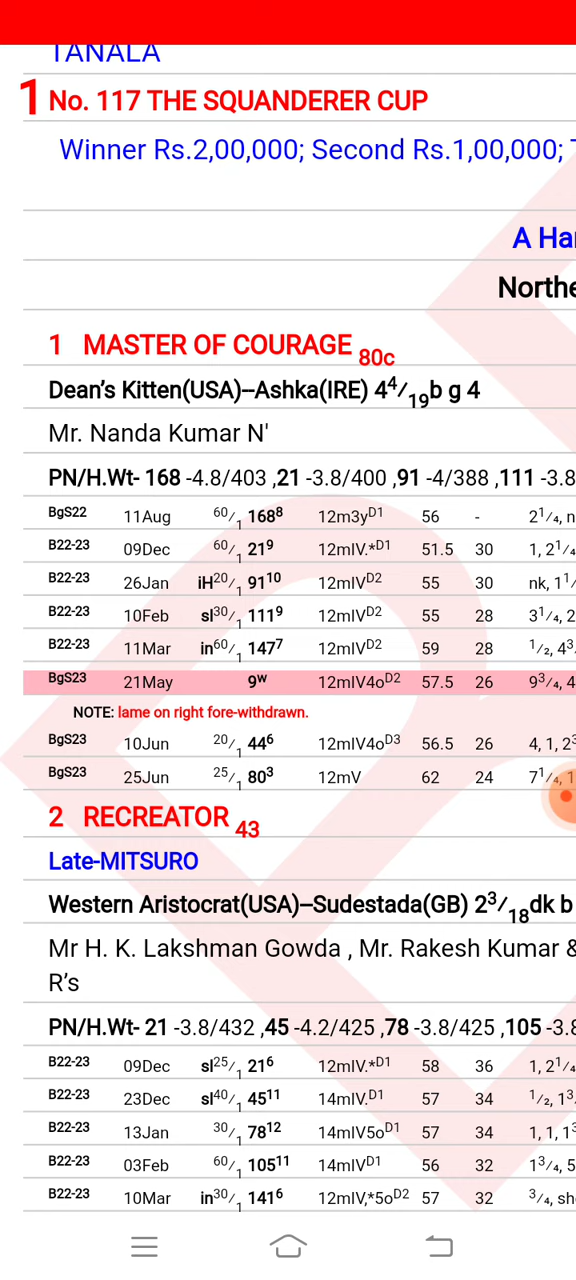 TANALA
1 No. 117 THE SQUANDERER CUP
Winner Rs.2,00,000; Second Rs.1,00,000;
A Ha
Northe
1 MASTER OF COURAGE 80c
Dean's Kitten(USA)--Ashka(IRE) 4⁴/₁₉b g 4
Mr. Nanda Kumar N'
PN/H.Wt- 168 -4.8/403 ,21 -3.8/400 ,91 -4/388 ,111 -3.8
BgS22 11Aug ⁶⁰/₁ 168⁸ 12m3yᴰ¹ 56 - 2¹/₄, n
B22-23 09Dec ⁶⁰/₁ 21⁹ 12mIV.*ᴰ¹ 51.5 30 1, 2¹/₄
B22-23 26Jan iH²⁰/₁ 91¹⁰ 12mIVᴰ² 55 30 nk, 1¹/
B22-23 10Feb sl³⁰/₁ 111⁹ 12mIVᴰ² 55 28 3¹/₄, 2
B22-23 11Mar in⁶⁰/₁ 147⁷ 12mIVᴰ² 59 28 ¹/₂, 4³
BgS23 21May 9ʷ 12mIV4oᴰ² 57.5 26 9³/₄, 4
NOTE: lame on right fore-withdrawn.
BgS23 10Jun ²⁰/₁ 44⁶ 12mIV4oᴰ³ 56.5 26 4, 1, 2³
BgS23 25Jun ²⁵/₁ 80³ 12mV 62 24 7¹/₄, 1
2 RECREATOR 43
Late-MITSURO
Western Aristocrat(USA)--Sudestada(GB) 2³/₁₈dk b
Mr H. K. Lakshman Gowda , Mr. Rakesh Kumar &
R's
PN/H.Wt- 21 -3.8/432 ,45 -4.2/425 ,78 -3.8/425 ,105 -3.8
B22-23 09Dec sl²⁵/₁ 21⁶ 12mIV.*ᴰ¹ 58 36 1, 2¹/₄
B22-23 23Dec sl⁴⁰/₁ 45¹¹ 14mIV.ᴰ¹ 57 34 ¹/₂, 1³
B22-23 13Jan ³⁰/₁ 78¹² 14mIV5oᴰ¹ 57 34 1, 1, 1³
B22-23 03Feb ⁶⁰/₁ 105¹¹ 14mIVᴰ¹ 56 32 1³/₄, 5
B22-23 10Mar in³⁰/₁ 141⁶ 12mIV,*5oᴰ² 57 32 ³/₄, sh